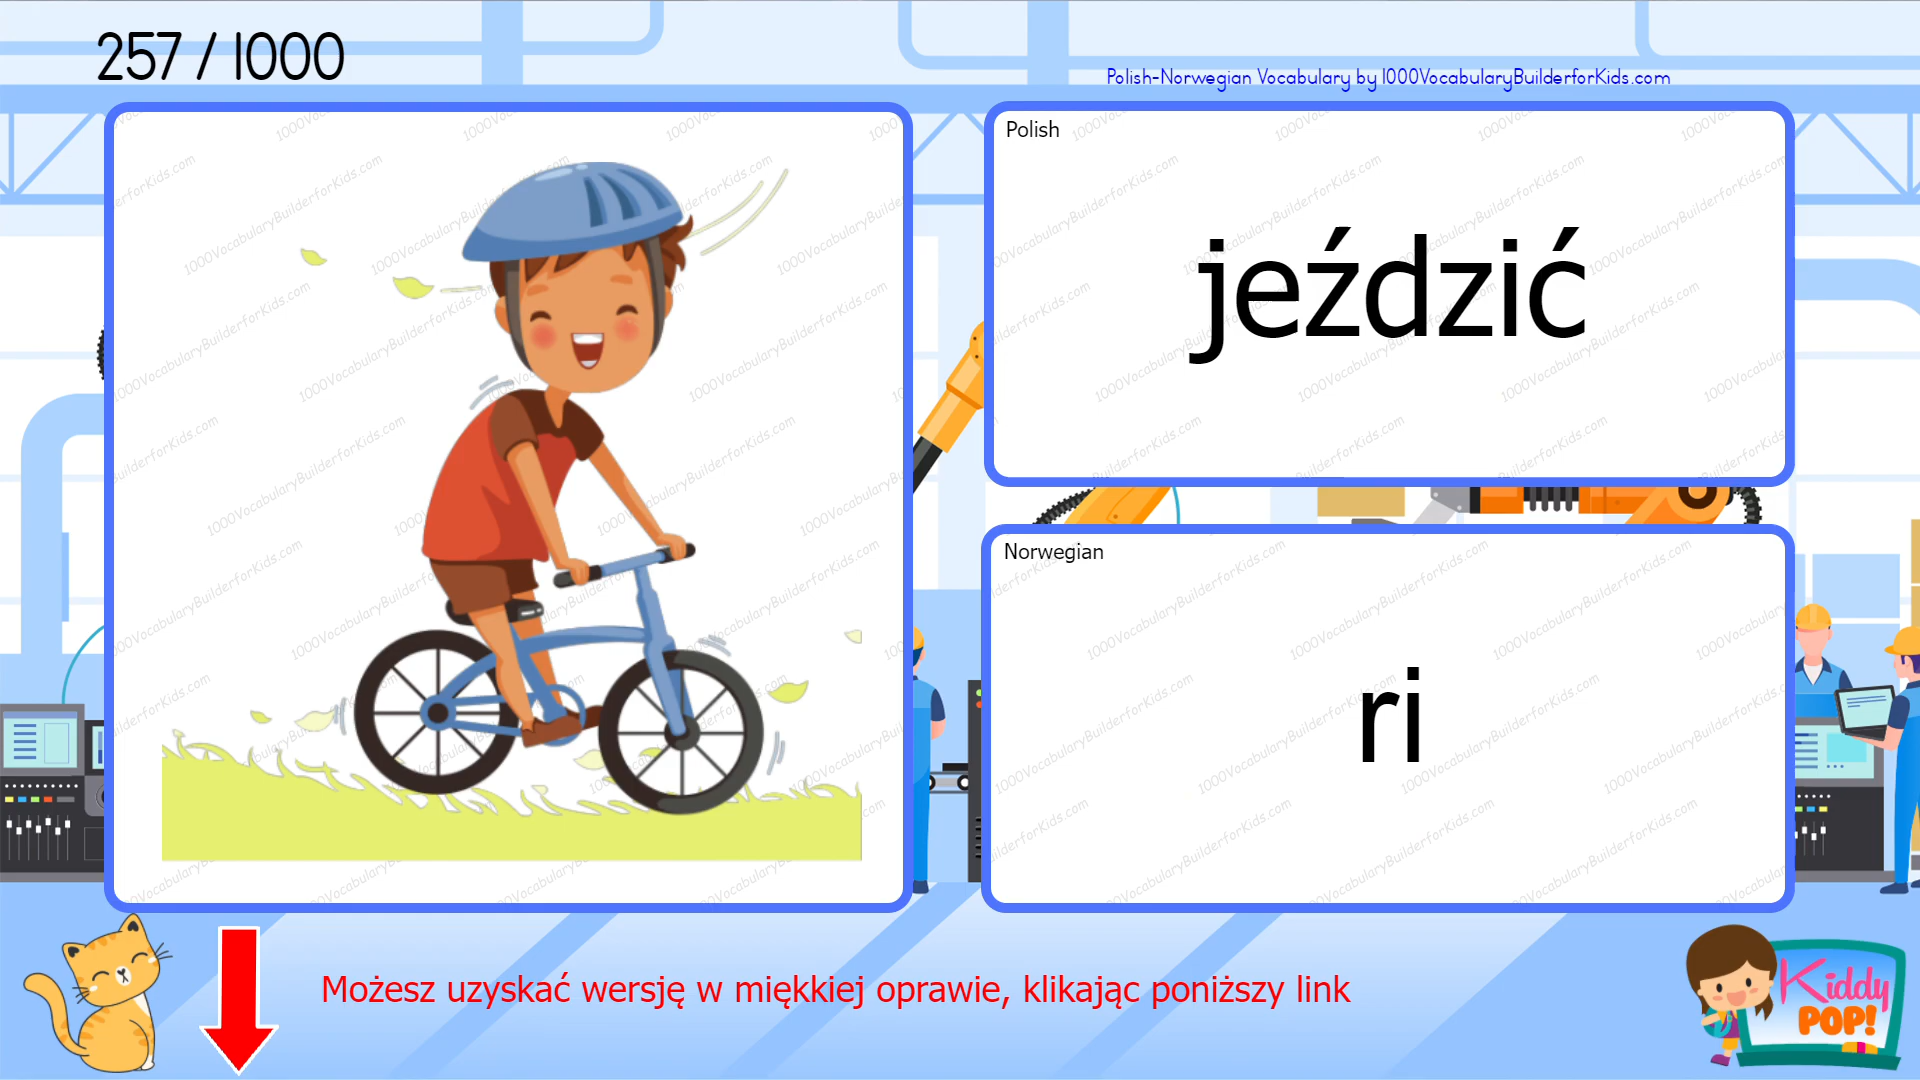 257 / 1000
Polish-Norwegian Vocabulary by 1000VocabularyBuilderforKids.com
Polish
jeździć
Norwegian
ri
Możesz uzyskać wersję w miękkiej oprawie, klikając poniższy link
Kiddy
POP!